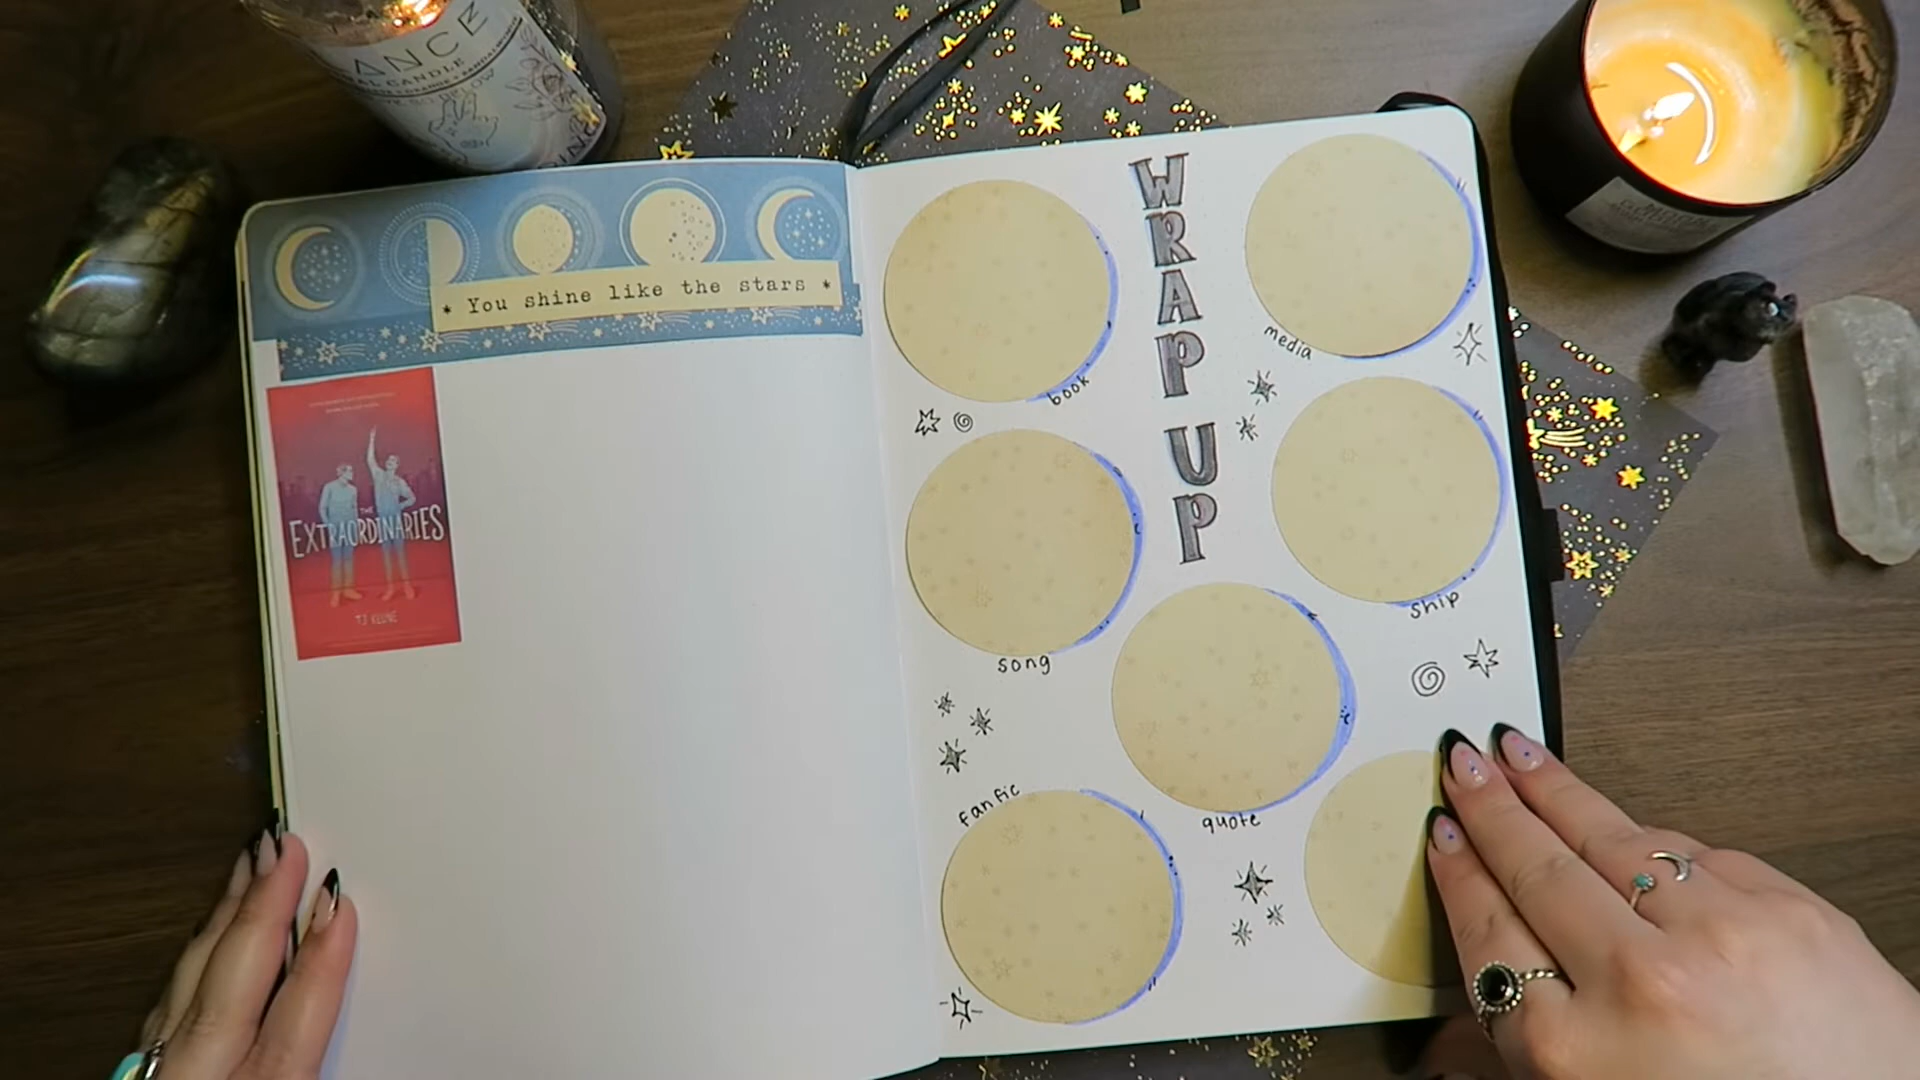 ANCE
CANDLE
* You shine like the stars *
THE
EXTRAORDINARIES
TJ KLUNE
WRAP UP
book
media
song
ship
quote
fanfic